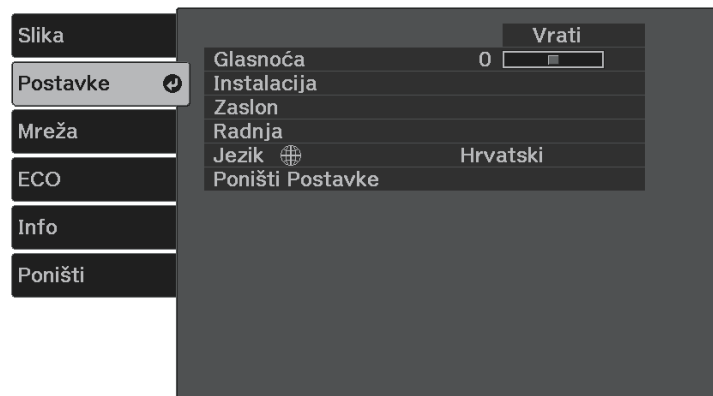 Slika
Postavke
Mreža
ECO
Info
Poništi
Vrati
Glasnoća 0
Instalacija
Zaslon
Radnja
Jezik Hrvatski
Poništi Postavke